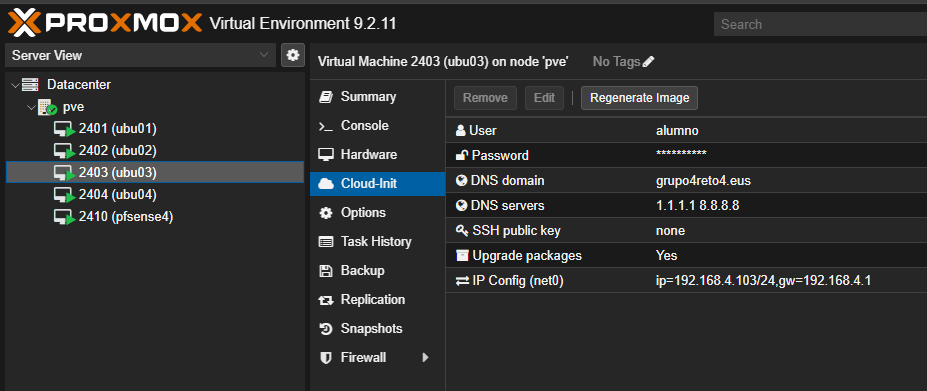 PROXMOX Virtual Environment 9.2.11
Search
Server View
Datacenter
pve
2401 (ubu01)
2402 (ubu02)
2403 (ubu03)
2404 (ubu04)
2410 (pfsense4)
Virtual Machine 2403 (ubu03) on node 'pve' No Tags
Summary
Console
Hardware
Cloud-Init
Options
Task History
Backup
Replication
Snapshots
Firewall
Remove Edit Regenerate Image
User alumno
Password **********
DNS domain grupo4reto4.eus
DNS servers 1.1.1.1 8.8.8.8
SSH public key none
Upgrade packages Yes
IP Config (net0) ip=192.168.4.103/24,gw=192.168.4.1